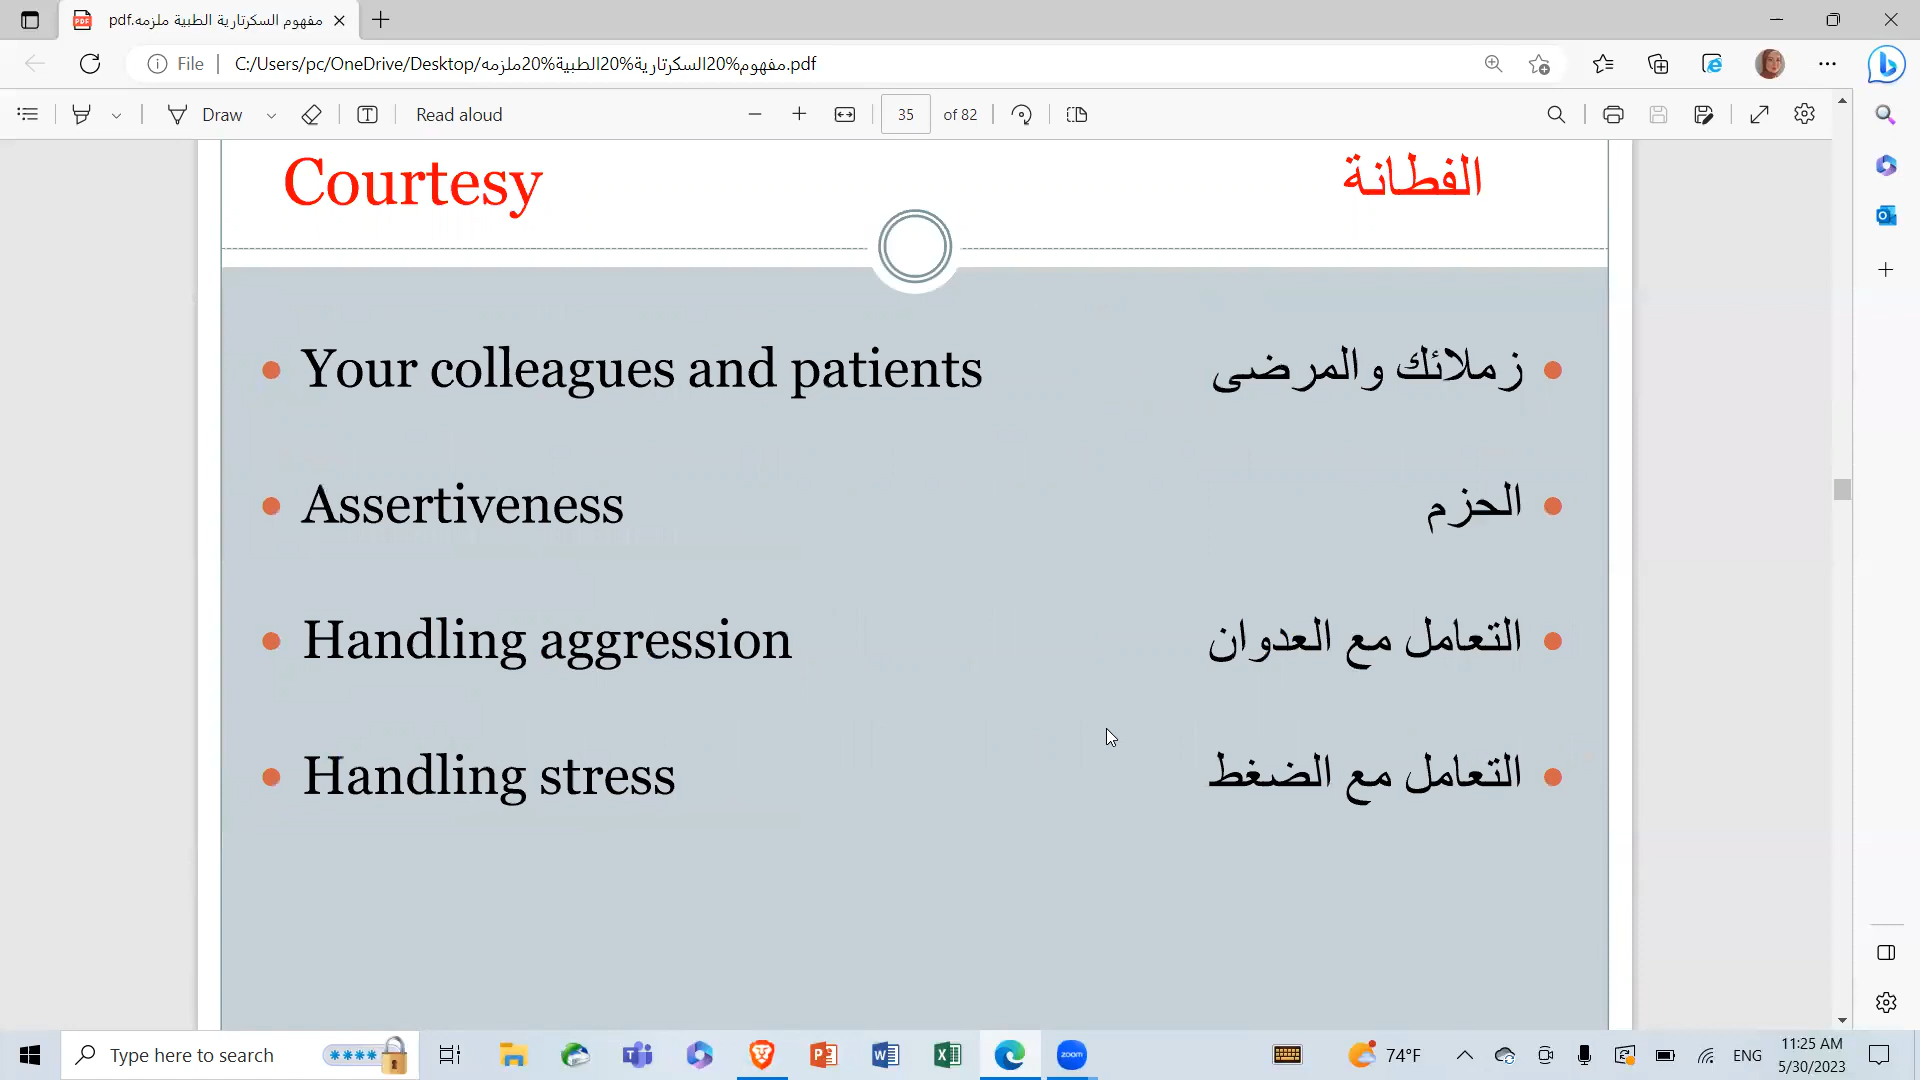 مفهوم السكرتارية الطبية ملزمه.pdf
File
C:/Users/pc/OneDrive/Desktop/مفهوم%20السكرتارية%20الطبية%20ملزمه.pdf
Draw
Read aloud
35 of 82
Courtesy الفطانة
Your colleagues and patients زملائك والمرضى
Assertiveness الحزم
Handling aggression التعامل مع العدوان
Handling stress التعامل مع الضغط
Type here to search
zoom
74°F
ENG
11:25 AM
5/30/2023